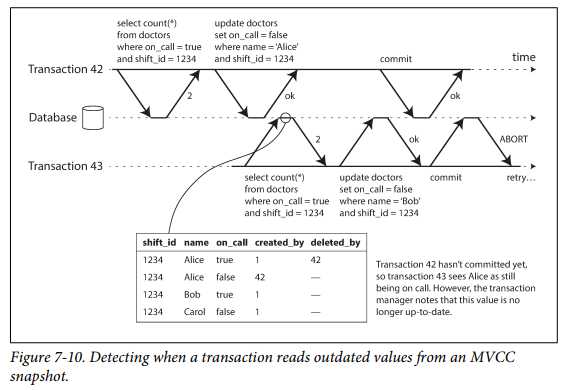 select count(*)
from doctors
where on_call = true
and shift_id = 1234
update doctors
set on_call = false
where name = 'Alice'
and shift_id = 1234
commit
time
Transaction 42
2
ok
ok
Database
2
ok
ABORT
Transaction 43
select count(*)
from doctors
where on_call = true
and shift_id = 1234
update doctors
set on_call = false
where name = 'Bob'
and shift_id = 1234
commit
retry…
shift_id name on_call created_by deleted_by
1234 Alice true 1 42
1234 Alice false 42 —
1234 Bob true 1 —
1234 Carol false 1 —
Transaction 42 hasn't committed yet,
so transaction 43 sees Alice as still
being on call. However, the transaction
manager notes that this value is no
longer up-to-date.
Figure 7-10. Detecting when a transaction reads outdated values from an MVCC
snapshot.